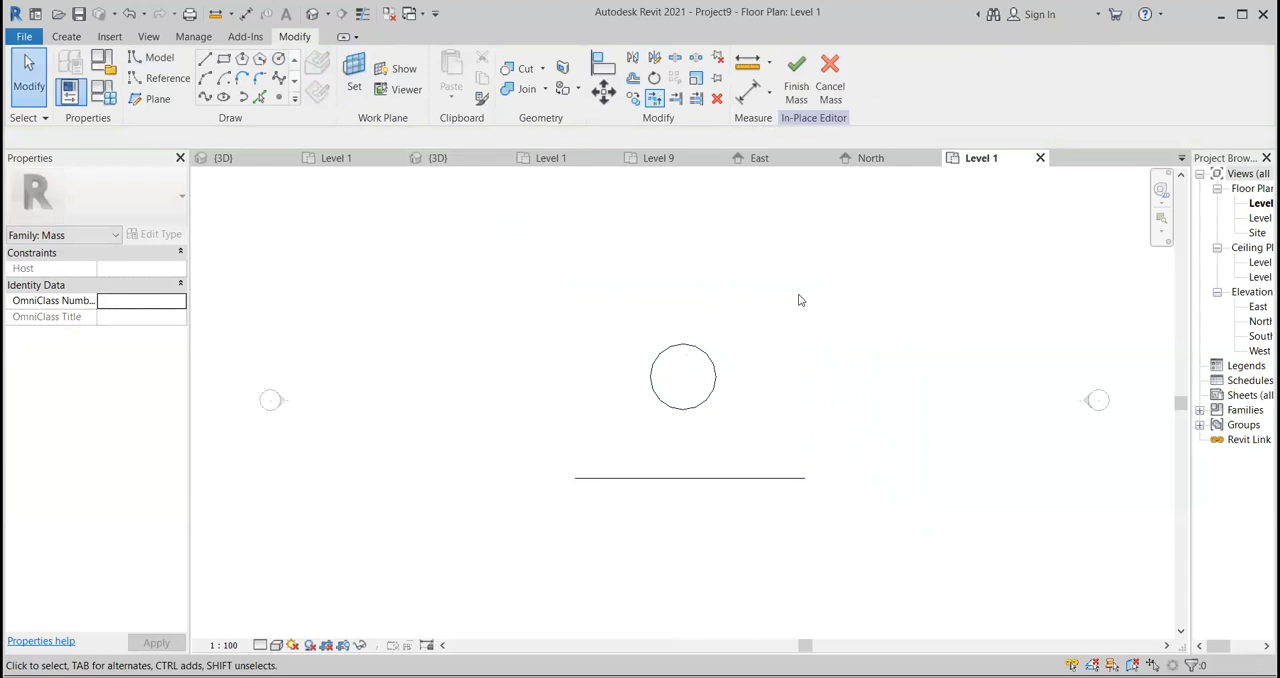 Autodesk Revit 2021 - Project9 - Floor Plan: Level 1
Sign In
File Create Insert View Manage Add-Ins Modify
Modify
Select
Properties
Model
Reference
Plane
Draw
Set
Show
Viewer
Work Plane
Paste
Clipboard
Cut
Join
Geometry
Modify
Measure
Finish Mass
Cancel Mass
In-Place Editor
Properties
{3D} Level 1 {3D} Level 1 Level 9 East North Level 1
Project Brow...
Family: Mass
Edit Type
Constraints
Host
Identity Data
OmniClass Numb...
OmniClass Title
Views (all
Floor Plan
Level
Level
Site
Ceiling Pl
Level
Level
Elevation
East
North
South
West
Legends
Schedules
Sheets (all
Families
Groups
Revit Link
Properties help
Apply
1 : 100
Click to select, TAB for alternates, CTRL adds, SHIFT unselects.
:0